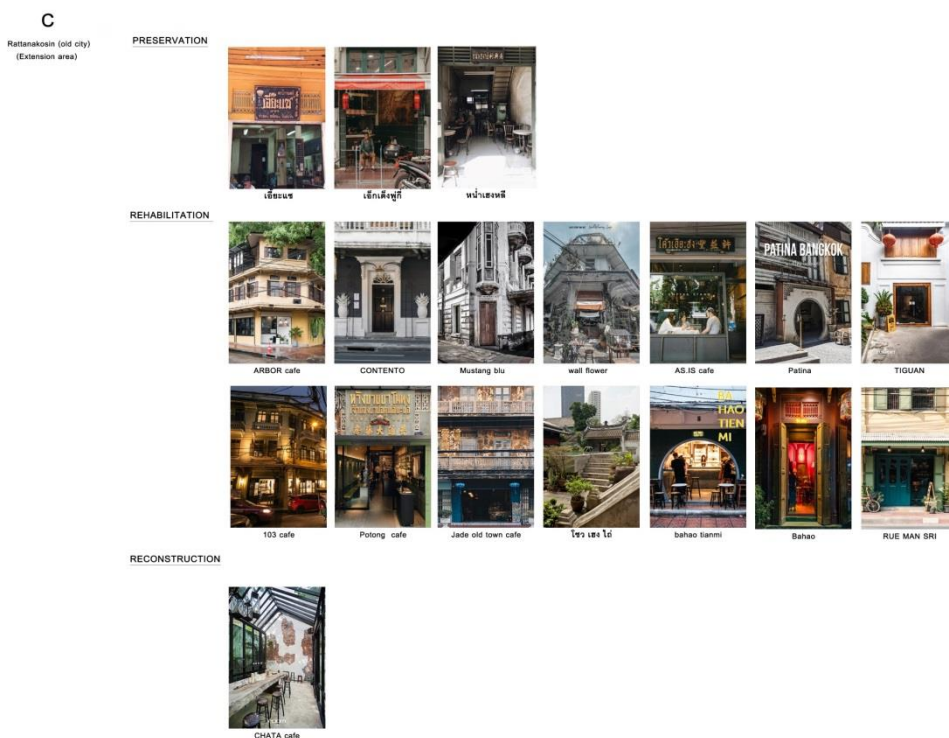 C
Rattanakosin (old city)
(Extension area)
PRESERVATION
เอี๊ยะแซ
เอ็กเต็งฟู่กี่
หน่ำเฮงหลี
REHABILITATION
PATINA BANGKOK
ARBOR cafe
CONTENTO
Mustang blu
wall flower
AS.IS cafe
Patina
TIGUAN
BA
HAO
TIEN
MI
103 cafe
Potong cafe
Jade old town cafe
โซว เฮง ไถ่
bahao tianmi
Bahao
RUE MAN SRI
RECONSTRUCTION
CHATA cafe